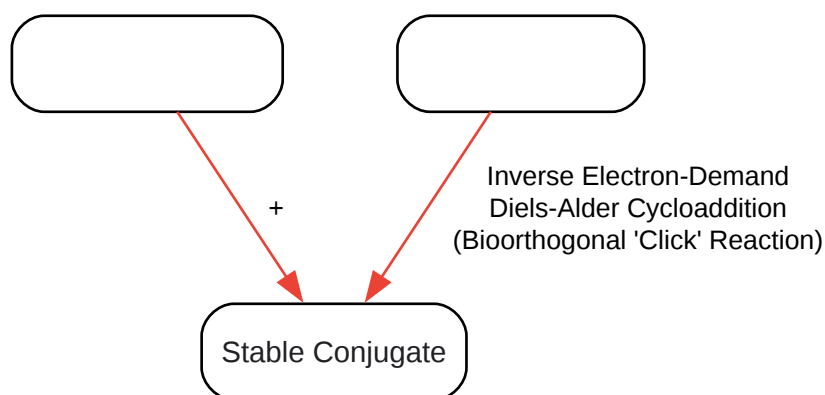 +
Inverse Electron-Demand
Diels-Alder Cycloaddition
(Bioorthogonal 'Click' Reaction)
Stable Conjugate